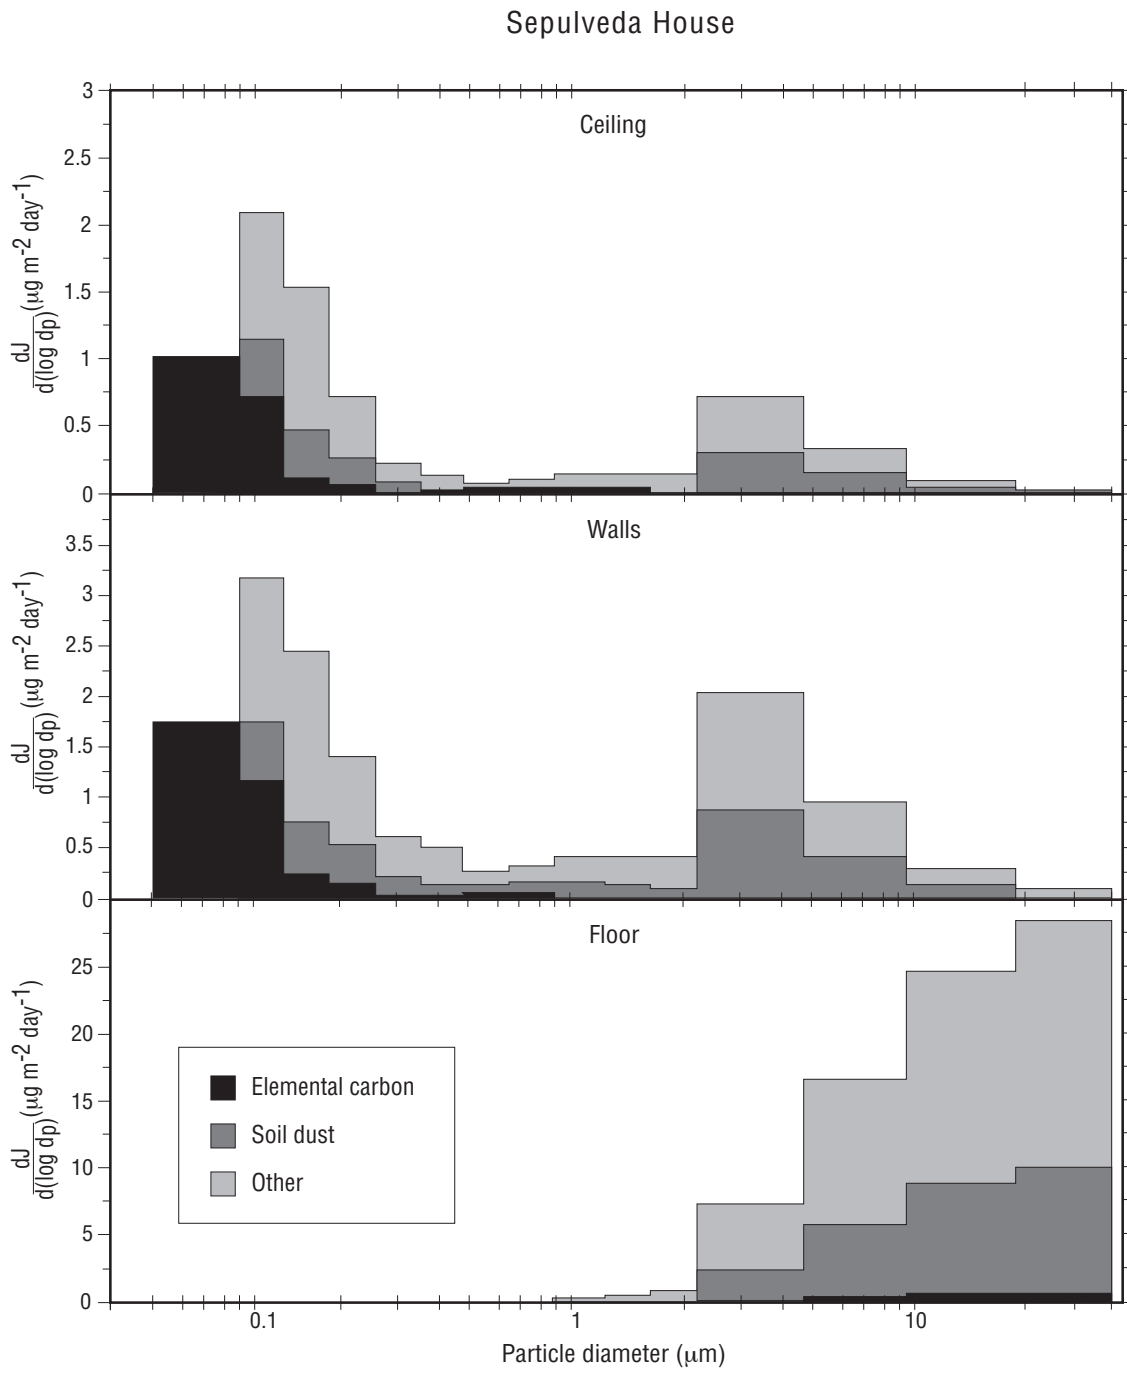 Sepulveda House
Ceiling
3
2.5
2
1.5
1
0.5
0
dJ
d(log dp) (μg m-2 day-1)
Walls
3.5
3
2.5
2
1.5
1
0.5
0
dJ
d(log dp) (μg m-2 day-1)
Floor
25
20
15
10
5
0
dJ
d(log dp) (μg m-2 day-1)
Elemental carbon
Soil dust
Other
0.1 1 10
Particle diameter (μm)